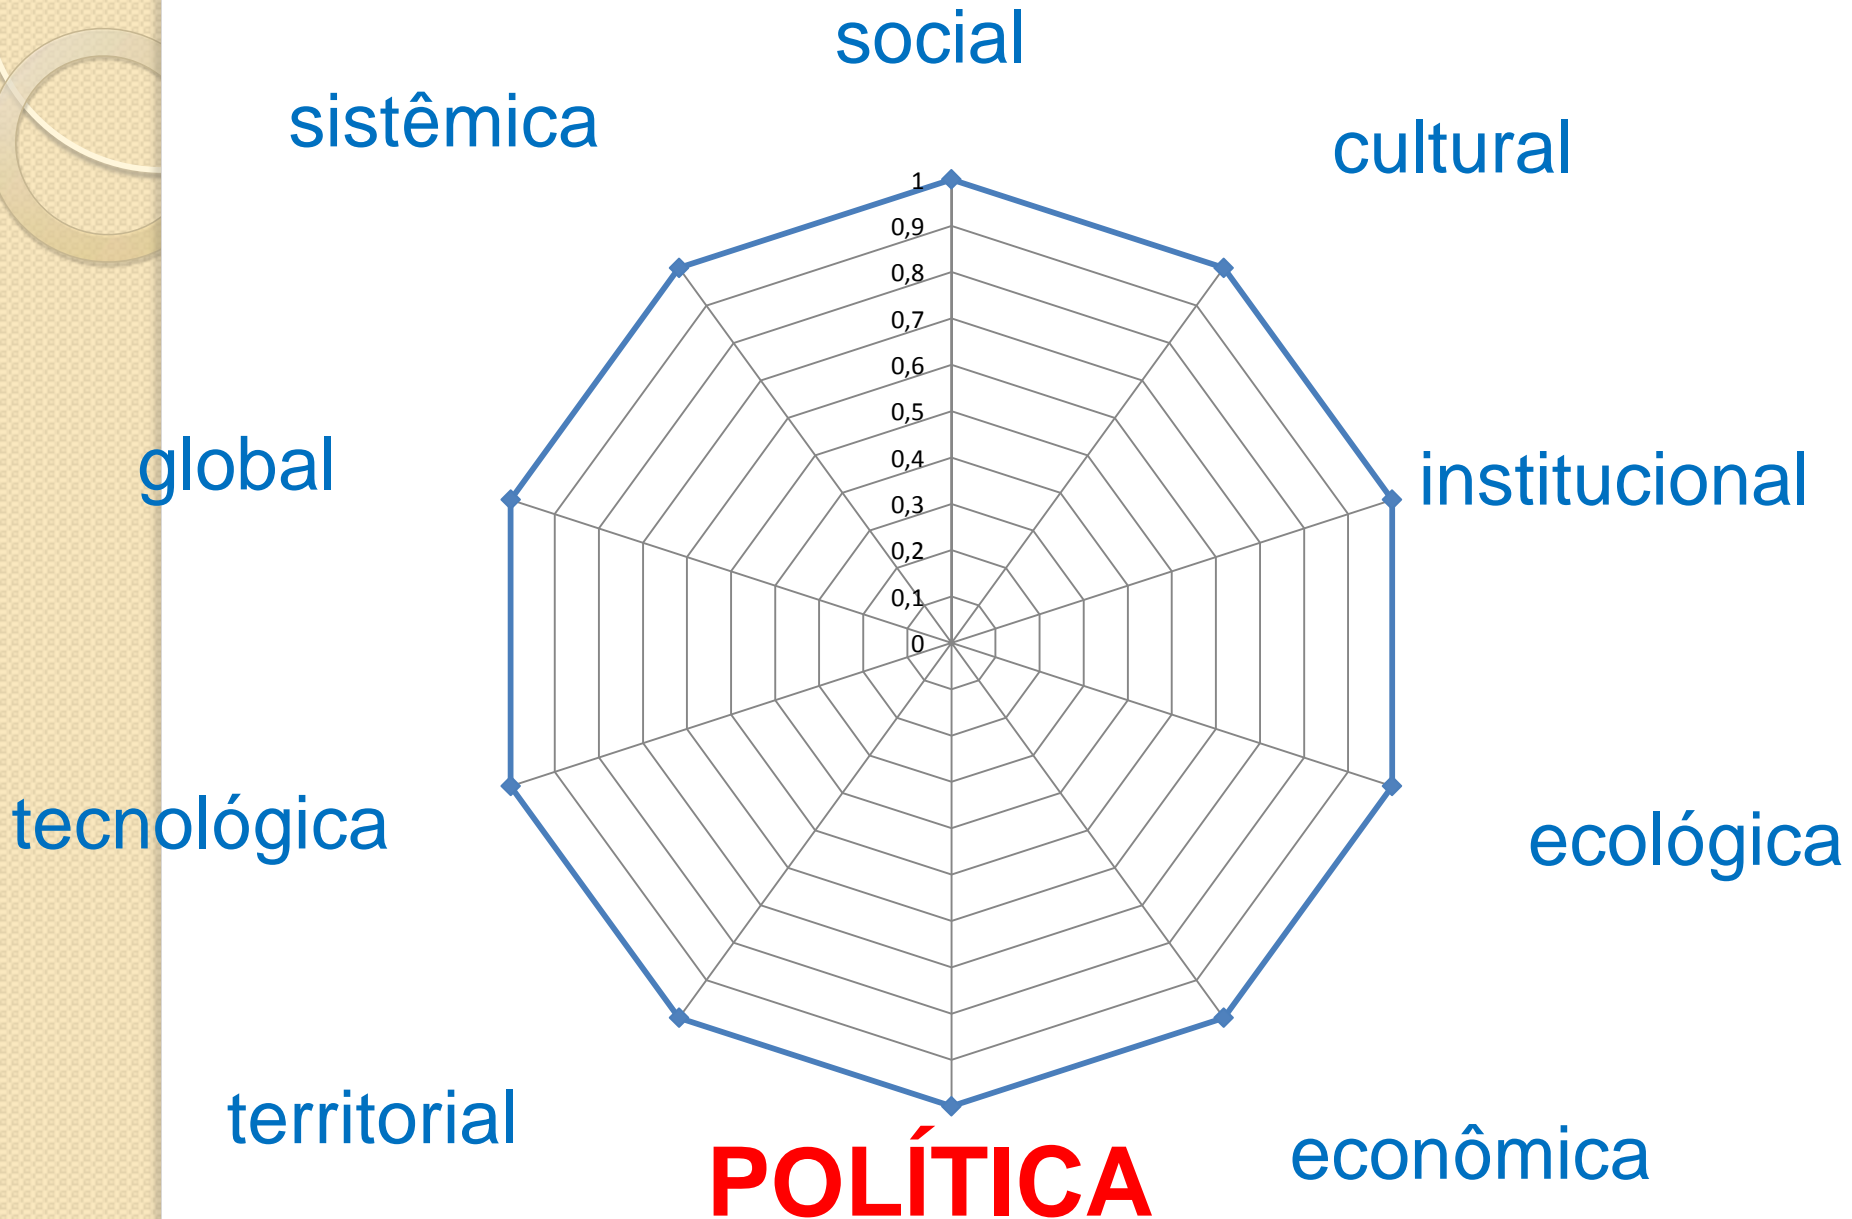 social
sistêmica
cultural
1
0,9
0,8
0,7
0,6
0,5
0,4
0,3
0,2
0,1
0
global
institucional
tecnológica
ecológica
territorial
econômica
POLÍTICA